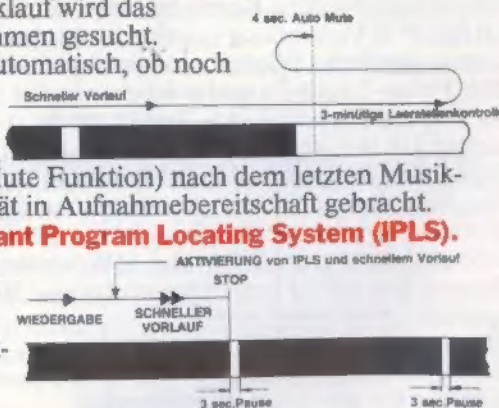 klauf wird das
4 sec. Auto Mute
men gesucht.
utomatisch, ob noch
Schneller Vorlauf
3-minütige Leerstellenkontrolle
ute Funktion) nach dem letzten Musik-
ät in Aufnahmebereitschaft gebracht.
ant Program Locating System (IPLS).
AKTIVIERUNG von IPLS und schnellem Vorlauf
STOP
WIEDERGABE
SCHNELLER
VORLAUF
-
3 sec. Pause
3 sec. Pause